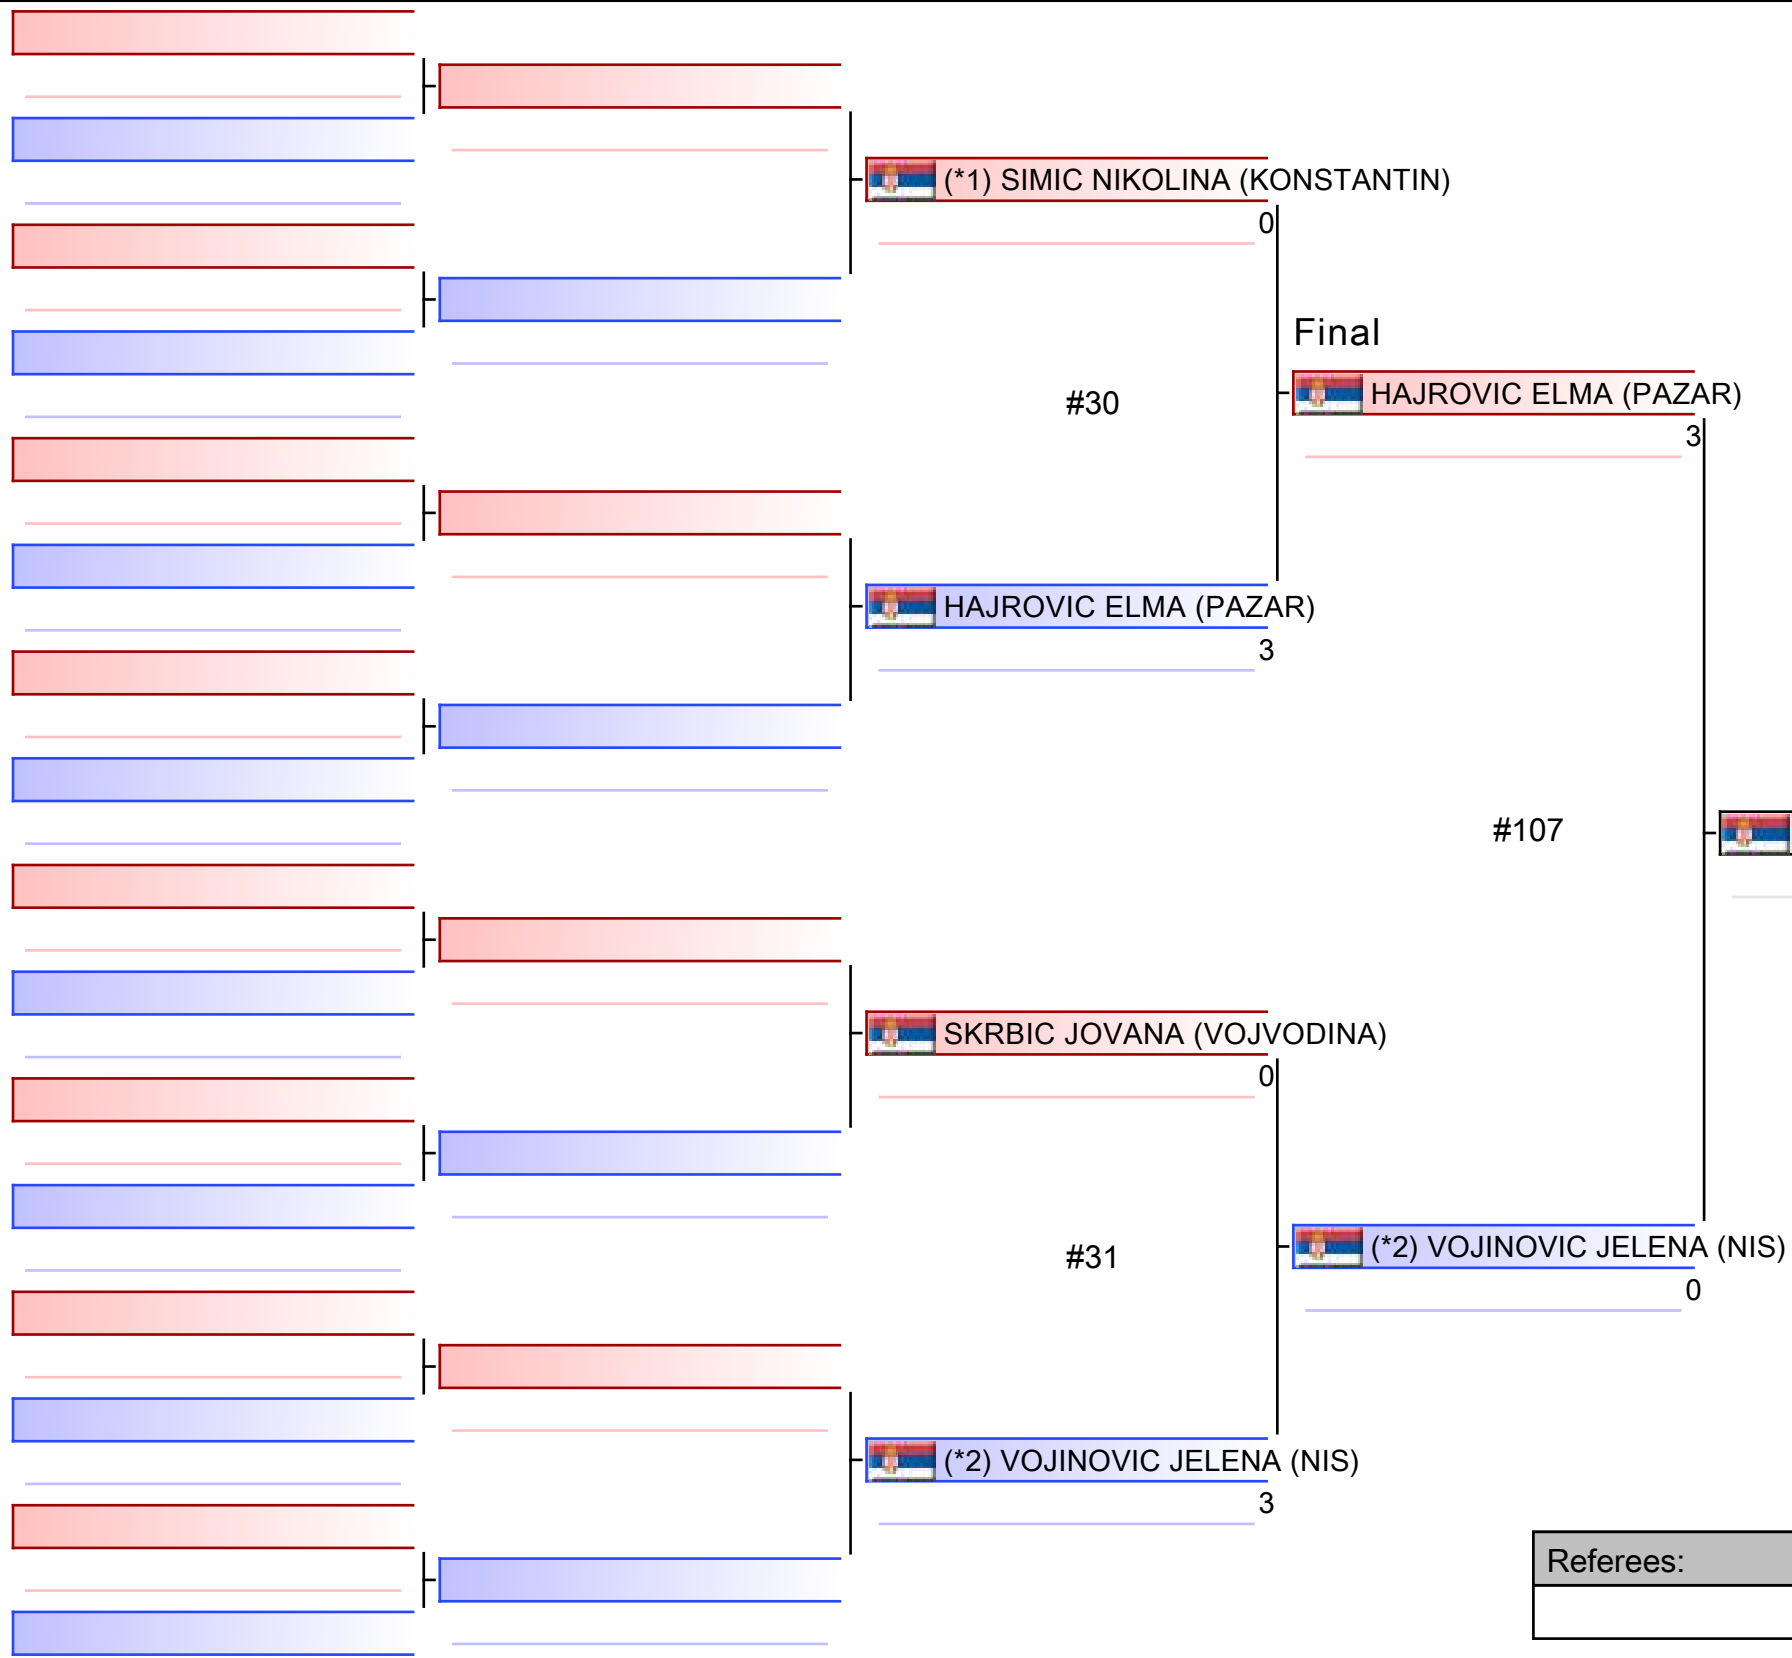 (*1) SIMIC NIKOLINA (KONSTANTIN)
0
Final
#30
HAJROVIC ELMA (PAZAR)
3
HAJROVIC ELMA (PAZAR)
3
#107
SKRBIC JOVANA (VOJVODINA)
0
#31
(*2) VOJINOVIC JELENA (NIS)
0
(*2) VOJINOVIC JELENA (NIS)
3
Referees: